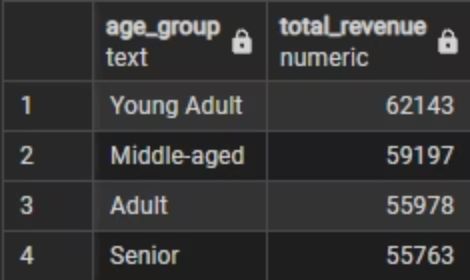 age_group total_revenue
text numeric
1 Young Adult 62143
2 Middle-aged 59197
3 Adult 55978
4 Senior 55763